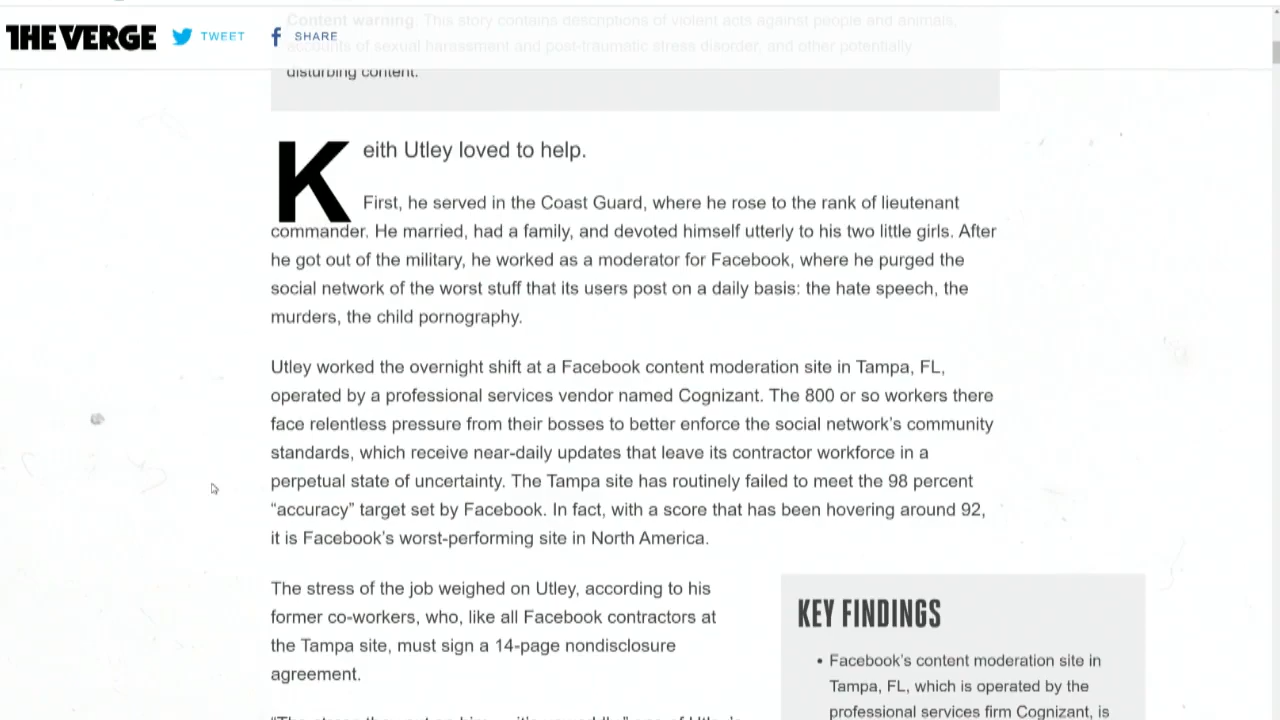 Content warning: This story contains descriptions of violent acts against people and animals,
THE VERGE TWEET SHARE
accounts of sexual harassment and post-traumatic stress disorder, and other potentially
disturbing content.
Keith Utley loved to help.
First, he served in the Coast Guard, where he rose to the rank of lieutenant
commander. He married, had a family, and devoted himself utterly to his two little girls. After
he got out of the military, he worked as a moderator for Facebook, where he purged the
social network of the worst stuff that its users post on a daily basis: the hate speech, the
murders, the child pornography.
Utley worked the overnight shift at a Facebook content moderation site in Tampa, FL,
operated by a professional services vendor named Cognizant. The 800 or so workers there
face relentless pressure from their bosses to better enforce the social network’s community
standards, which receive near-daily updates that leave its contractor workforce in a
perpetual state of uncertainty. The Tampa site has routinely failed to meet the 98 percent
“accuracy” target set by Facebook. In fact, with a score that has been hovering around 92,
it is Facebook’s worst-performing site in North America.
The stress of the job weighed on Utley, according to his
former co-workers, who, like all Facebook contractors at
the Tampa site, must sign a 14-page nondisclosure
agreement.
KEY FINDINGS
• Facebook’s content moderation site in
Tampa, FL, which is operated by the
professional services firm Cognizant, is